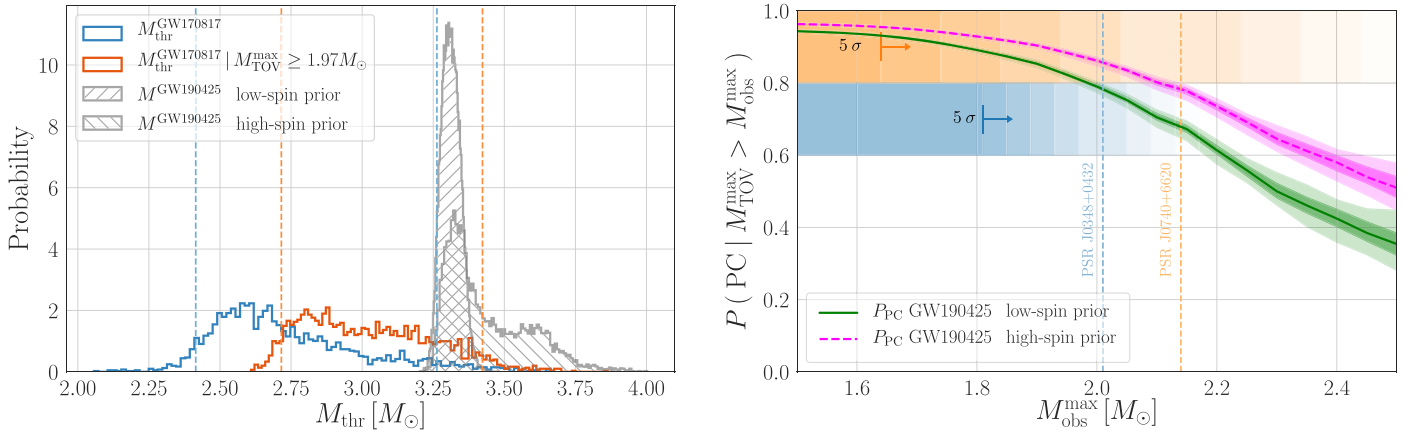 M_thr^GW170817
M_thr^GW170817 | M_TOV^max ≥ 1.97M_⊙
M^GW190425 low-spin prior
M^GW190425 high-spin prior
Probability
10
8
6
4
2
0
2.00 2.25 2.50 2.75 3.00 3.25 3.50 3.75 4.00
M_thr [M_⊙]
P ( PC | M_TOV^max > M_obs^max )
1.0
0.8
0.6
0.4
0.2
0.0
5 σ
5 σ
PSR J0348+0432
PSR J0740+6620
P_PC GW190425 low-spin prior
P_PC GW190425 high-spin prior
1.6 1.8 2.0 2.2 2.4
M_obs^max [M_⊙]